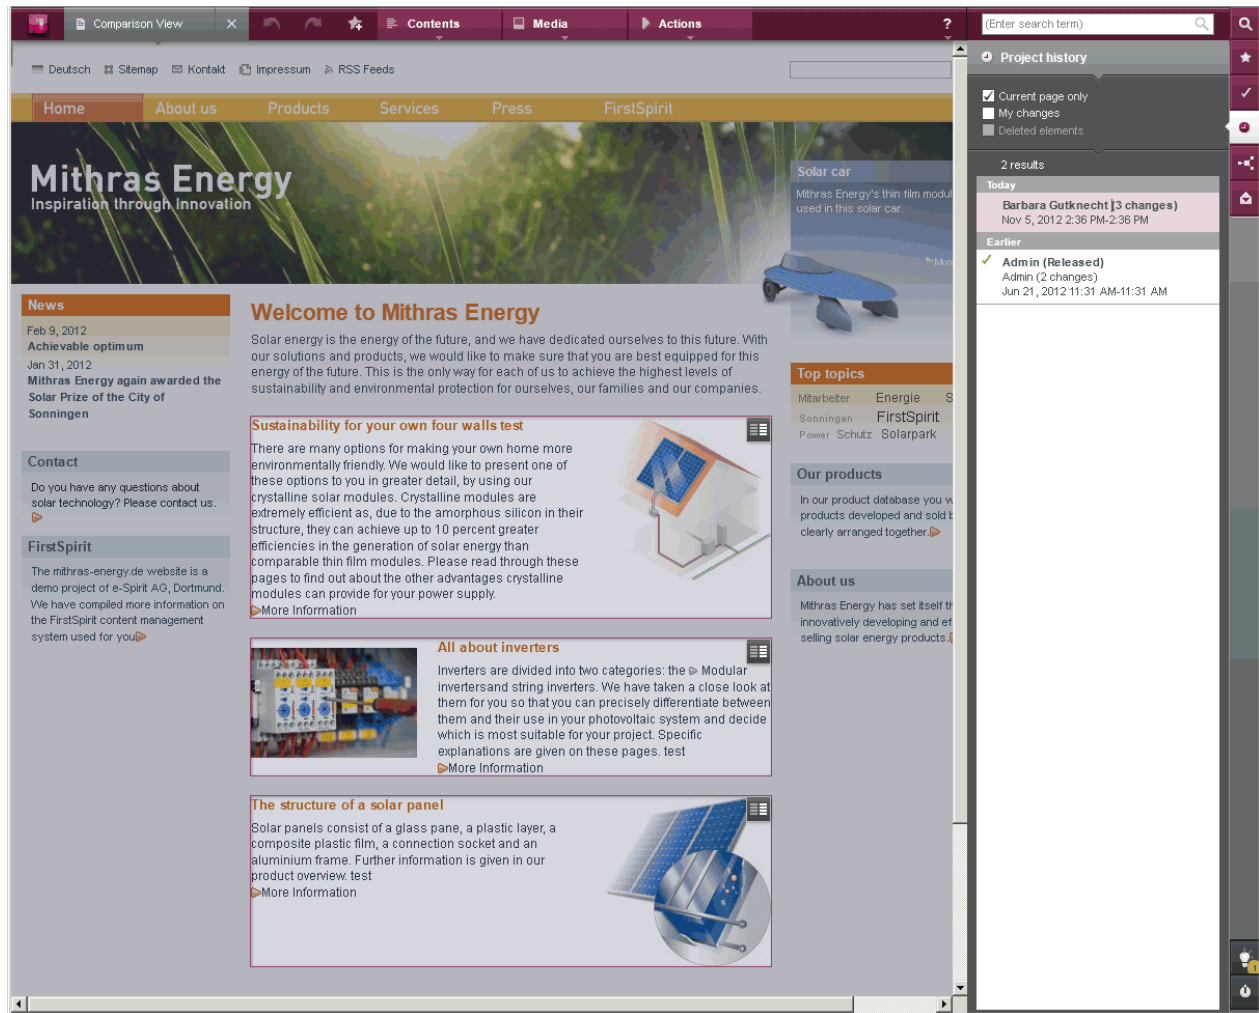 Comparison View
Contents
Media
Actions
?
(Enter search term)
Deutsch Sitemap Kontakt Impressum RSS Feeds
Home About us Products Services Press FirstSpirit
Mithras Energy
Inspiration through Innovation
Solar car
Mithras Energy's thin film modul
used in this solar car.
News
Feb 9, 2012
Achievable optimum
Jan 31, 2012
Mithras Energy again awarded the
Solar Prize of the City of
Sonningen
Contact
Do you have any questions about
solar technology? Please contact us.
FirstSpirit
The mithras-energy.de website is a
demo project of e-Spirit AG, Dortmund.
We have compiled more information on
the FirstSpirit content management
system used for you
Welcome to Mithras Energy
Solar energy is the energy of the future, and we have dedicated ourselves to this future. With
our solutions and products, we would like to make sure that you are best equipped for this
energy of the future. This is the only way for each of us to achieve the highest levels of
sustainability and environmental protection for ourselves, our families and our companies.
Sustainability for your own four walls test
There are many options for making your own home more
environmentally friendly. We would like to present one of
these options to you in greater detail, by using our
crystalline solar modules. Crystalline modules are
extremely efficient as, due to the amorphous silicon in their
structure, they can achieve up to 10 percent greater
efficiencies in the generation of solar energy than
comparable thin film modules. Please read through these
pages to find out about the other advantages crystalline
modules can provide for your power supply.
More Information
All about inverters
Inverters are divided into two categories: the Modular
invertersand string inverters. We have taken a close look at
them for you so that you can precisely differentiate between
them and their use in your photovoltaic system and decide
which is most suitable for your project. Specific
explanations are given on these pages. test
More Information
The structure of a solar panel
Solar panels consist of a glass pane, a plastic layer, a
composite plastic film, a connection socket and an
aluminium frame. Further information is given in our
product overview. test
More Information
Top topics
Mitarbeiter Energie S
Sonningen FirstSpirit
Power Schutz Solarpark
Our products
In our product database you w
products developed and sold b
clearly arranged together.
About us
Mithras Energy has set itself th
innovatively developing and ef
selling solar energy products.
Project history
Current page only
My changes
Deleted elements
2 results
Today
Barbara Gutknecht (3 changes)
Nov 5, 2012 2:36 PM-2:36 PM
Earlier
Admin (Released)
Admin (2 changes)
Jun 21, 2012 11:31 AM-11:31 AM
1